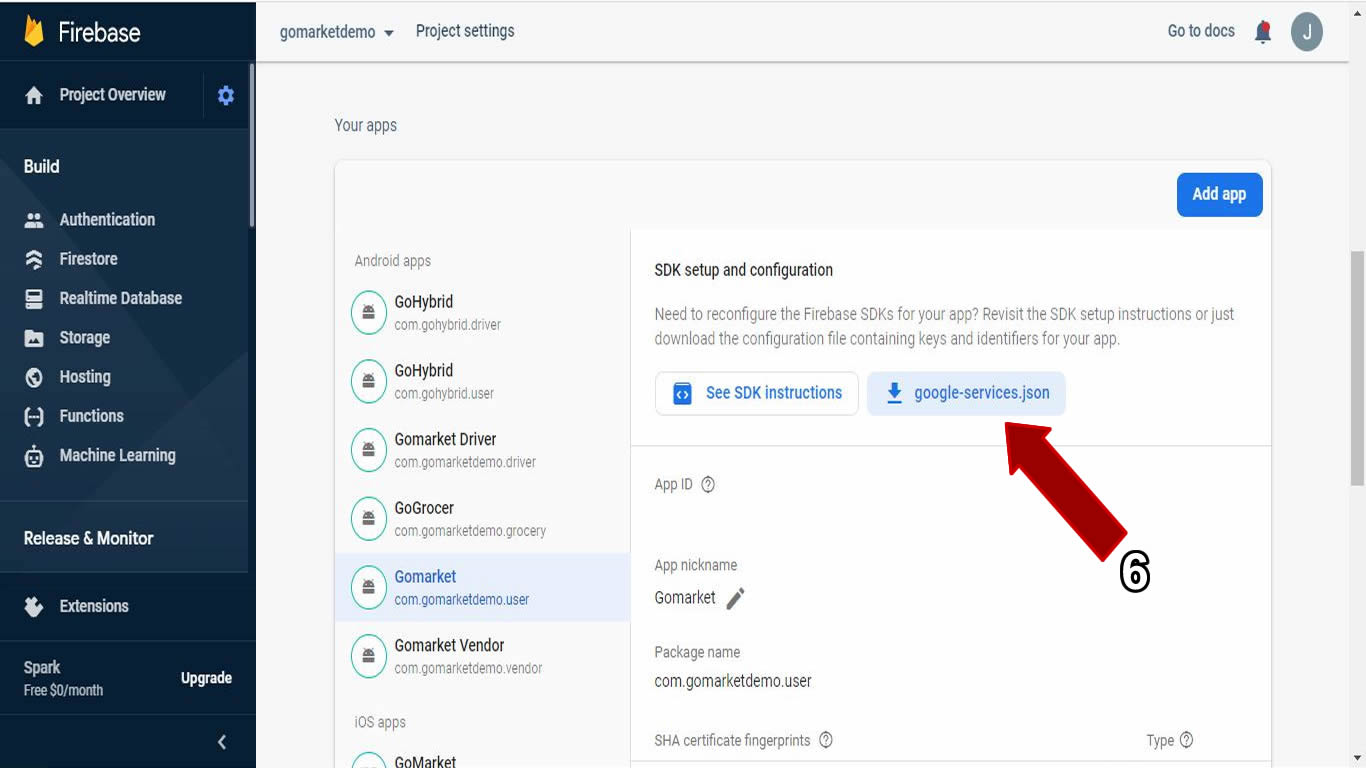 Firebase
gomarketdemo
Project settings
Go to docs
J
Project Overview
Build
Authentication
Firestore
Realtime Database
Storage
Hosting
Functions
Machine Learning
Release & Monitor
Extensions
Spark
Free $0/month
Upgrade
Your apps
Add app
Android apps
GoHybrid
com.gohybrid.driver
GoHybrid
com.gohybrid.user
Gomarket Driver
com.gomarketdemo.driver
GoGrocer
com.gomarketdemo.grocery
Gomarket
com.gomarketdemo.user
Gomarket Vendor
com.gomarketdemo.vendor
iOS apps
GoMarket
SDK setup and configuration
Need to reconfigure the Firebase SDKs for your app? Revisit the SDK setup instructions or just
download the configuration file containing keys and identifiers for your app.
See SDK instructions
google-services.json
6
App ID
App nickname
Gomarket
Package name
com.gomarketdemo.user
SHA certificate fingerprints
Type